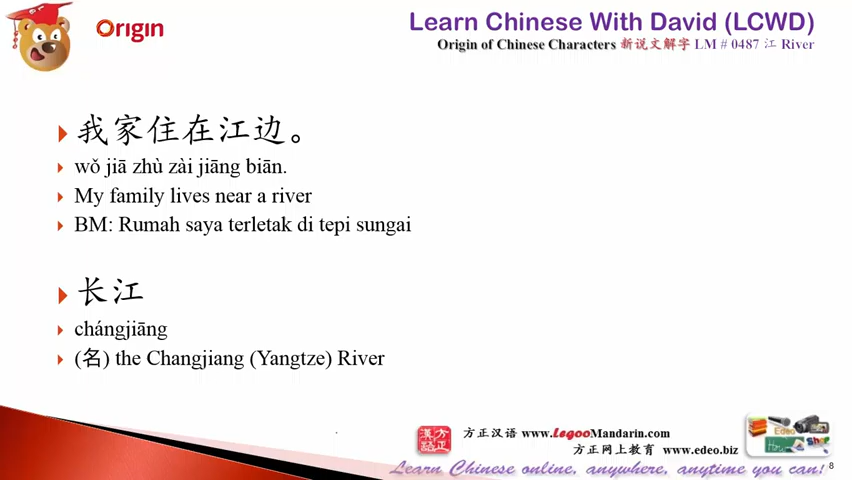 Origin
Learn Chinese With David (LCWD)
Origin of Chinese Characters 新说文解字 LM # 0487 江 River
我家住在江边。
wǒ jiā zhù zài jiāng biān.
My family lives near a river
BM: Rumah saya terletak di tepi sungai
长江
chángjiāng
(名) the Changjiang (Yangtze) River
方正汉语 www.LegooMandarin.com
方正网上教育 www.edeo.biz
Learn Chinese online, anywhere, anytime you can!
8